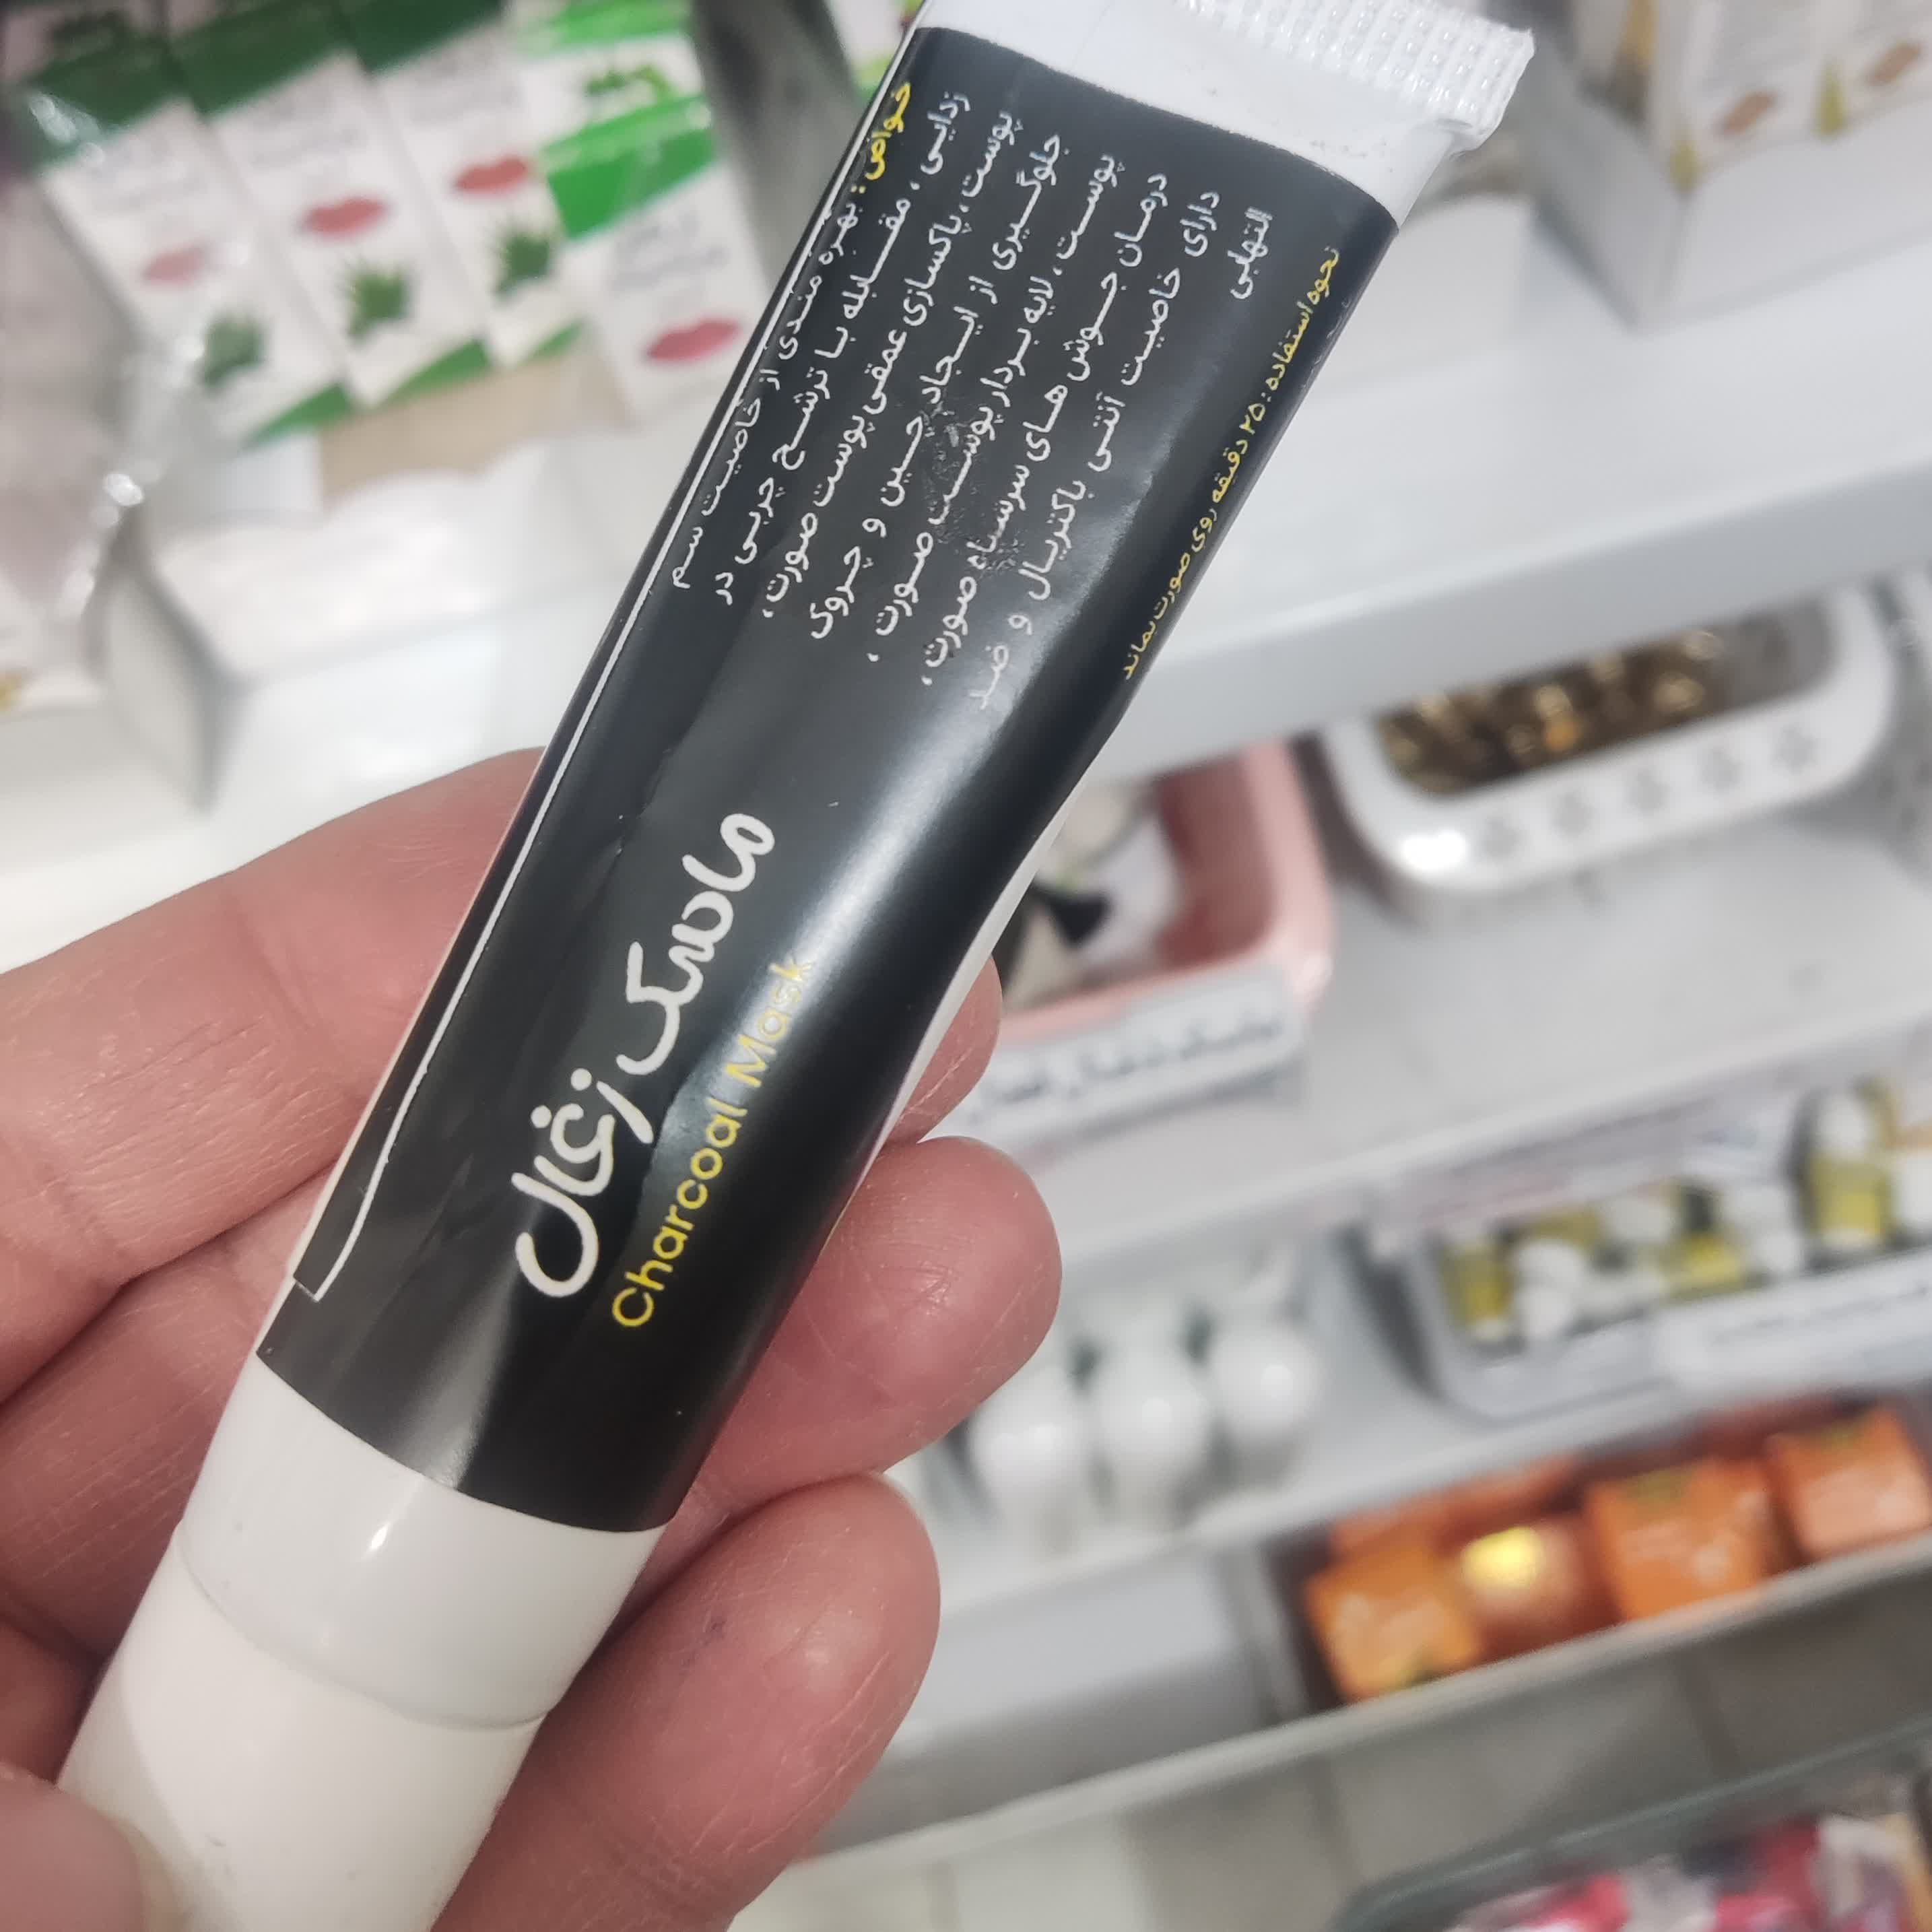 خواص: بهره مندی از خاصیت سم
زدایی، مقابله با ترشح چربی در
پوست، پاکسازی عمقی پوست صورت،
جلوگیری از ایجاد چین و چروک
پوست، لایه بردار پوست صورت،
درمان جوش های سرسیاه صورت،
دارای خاصیت آنتی باکتریال و ضد
التهابی
نحوه استفاده: ۲۵ دقیقه روی صورت بماند
ماسک زغال
Charcoal Mask